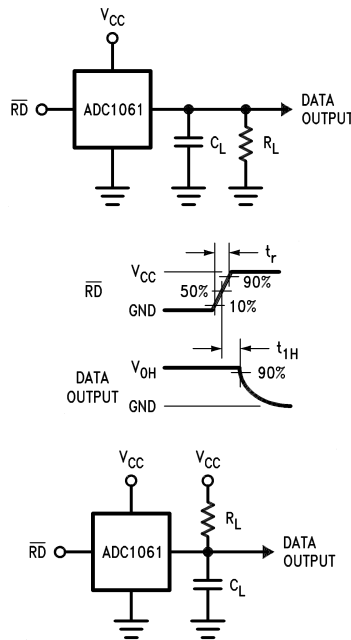 VCC
RD ADC1061 DATA
OUTPUT
CL RL
tr
VCC
90%
RD 50%
10%
GND
t1H
VOH
DATA
OUTPUT 90%
GND
VCC VCC
RL
RD ADC1061 DATA
OUTPUT
CL